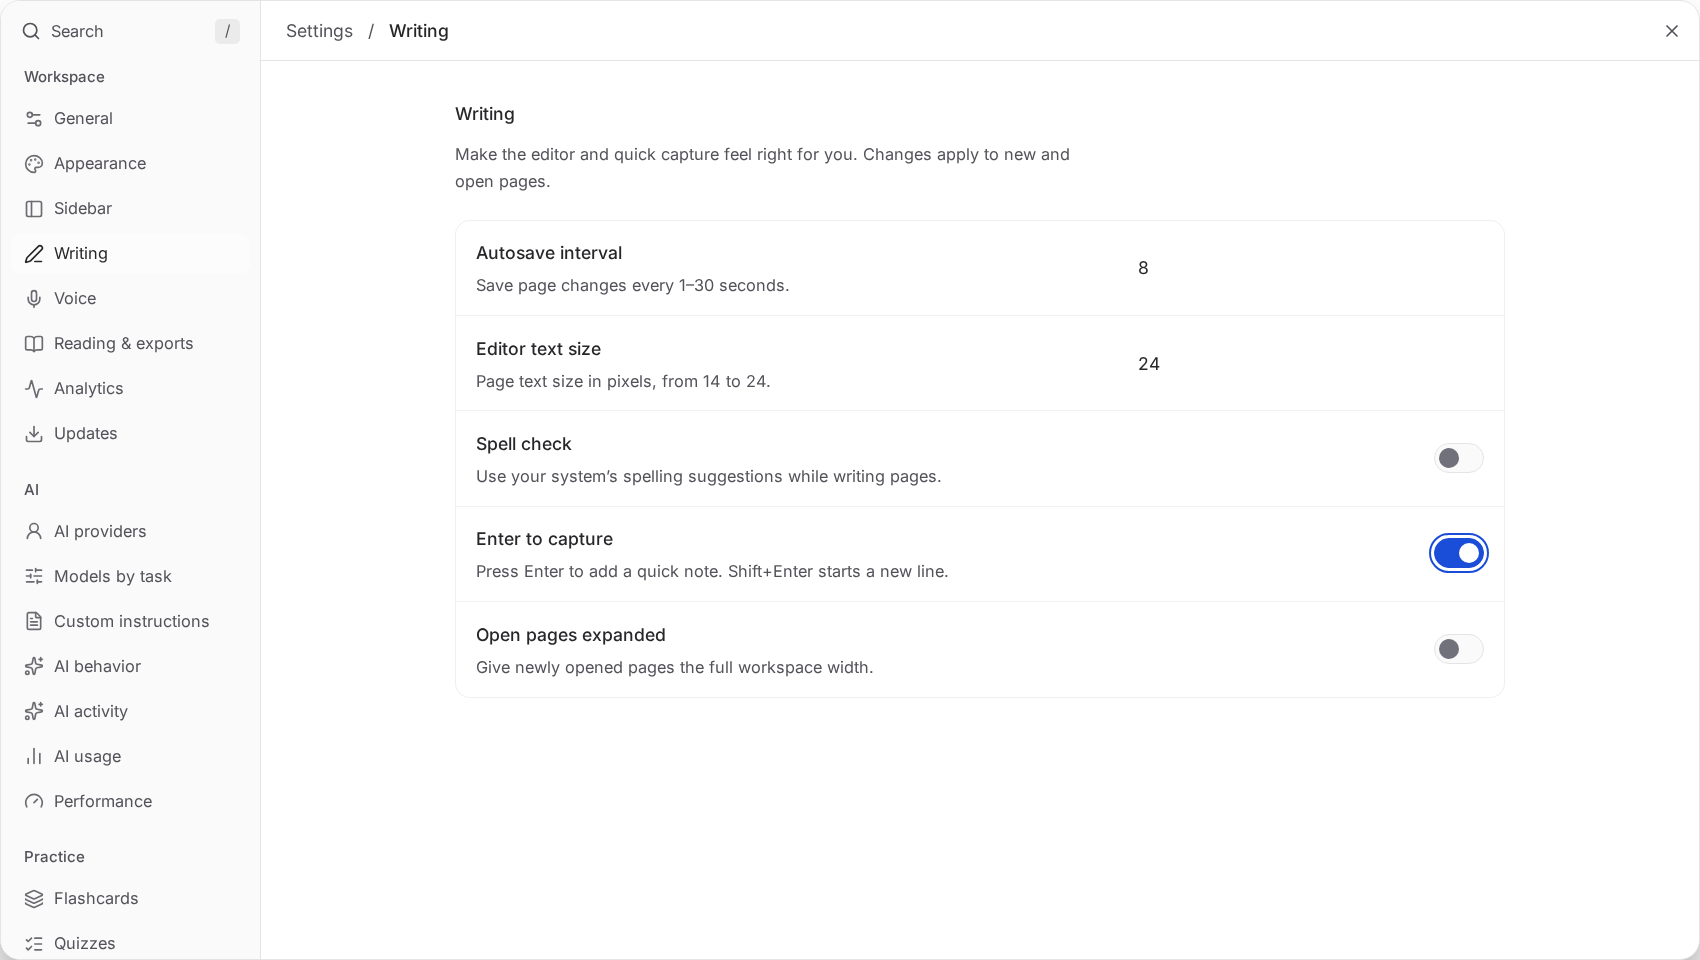 Search /
Workspace
General
Appearance
Sidebar
Writing
Voice
Reading & exports
Analytics
Updates
AI
AI providers
Models by task
Custom instructions
AI behavior
AI activity
AI usage
Performance
Practice
Flashcards
Quizzes
Settings / Writing
Writing
Make the editor and quick capture feel right for you. Changes apply to new and
open pages.
Autosave interval
Save page changes every 1–30 seconds.
8
Editor text size
Page text size in pixels, from 14 to 24.
24
Spell check
Use your system’s spelling suggestions while writing pages.
Enter to capture
Press Enter to add a quick note. Shift+Enter starts a new line.
Open pages expanded
Give newly opened pages the full workspace width.